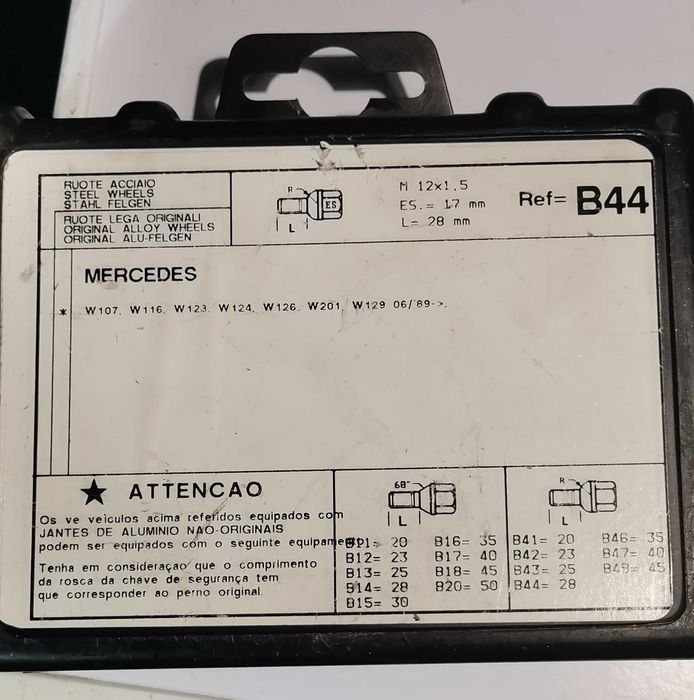 RUOTE ACCIAIO
STEEL WHEELS
STAHL FELGEN
RUOTE LEGA ORIGINALI
ORIGINAL ALLOY WHEELS
ORIGINAL ALU-FELGEN
R
ES
L
M 12x1.5
ES.= 17 mm
L= 28 mm
Ref= B44
MERCEDES
* W107, W116, W123, W124, W126, W201, W129 06/'89->.
★ ATTENCAO
Os ve veiculos acima referidos equipados com
JANTES DE ALUMINIO NAO-ORIGINAIS
podem ser equipados com o seguinte equipamento
Tenha em consideraçao que o comprimento
da rosca da chave de segurança tem
que corresponder ao perno original.
60°
L
B11= 20 B16= 35
B12= 23 B17= 40
B13= 25 B18= 45
B14= 28 B20= 50
B15= 30
R
L
B41= 20 B46= 35
B42= 23 B47= 40
B43= 25 B48= 45
B44= 28